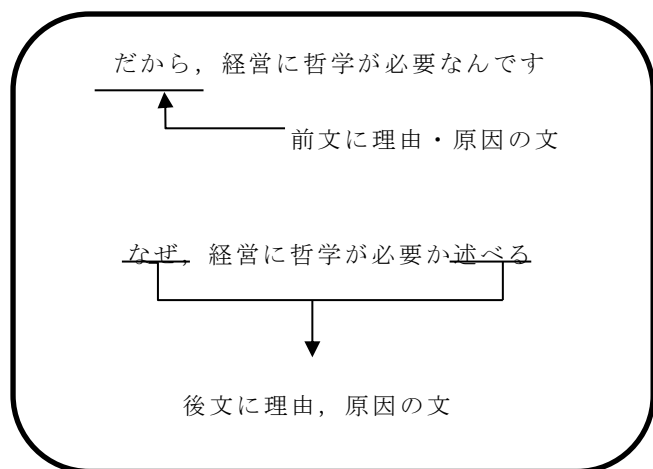 だから，経営に哲学が必要なんです
前文に理由・原因の文
なぜ，経営に哲学が必要か述べる
後文に理由，原因の文